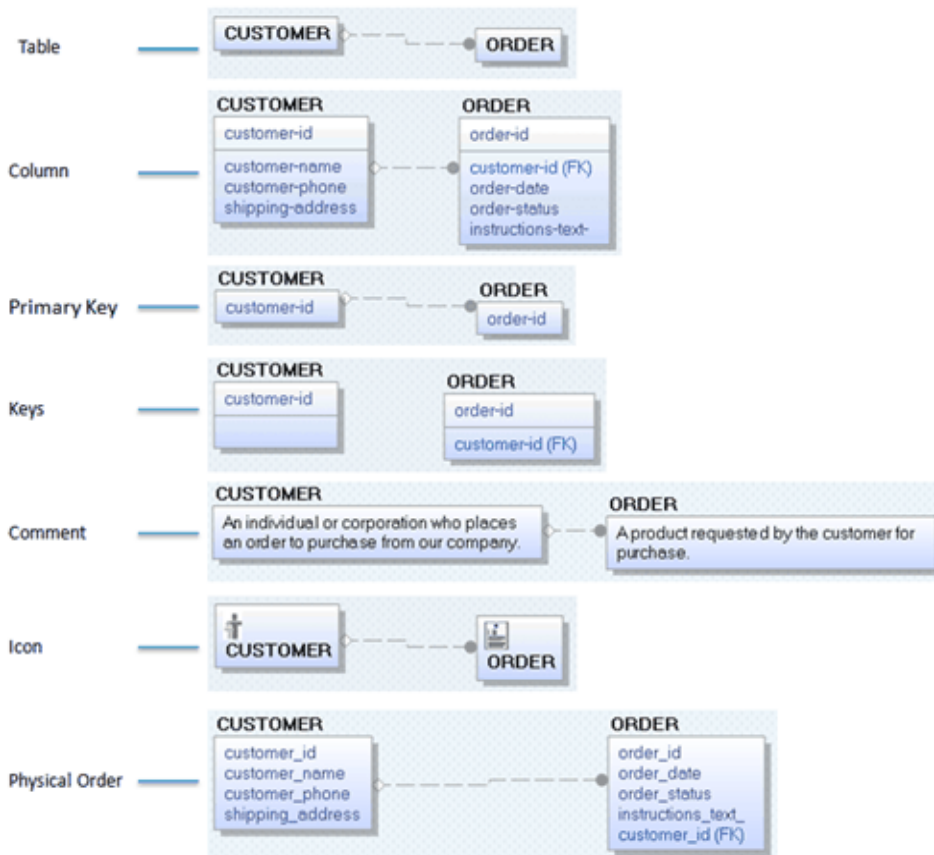 Table
CUSTOMER
ORDER
Column
CUSTOMER
customer-id
customer-name
customer-phone
shipping-address
ORDER
order-id
customer-id (FK)
order-date
order-status
instructions-text-
Primary Key
CUSTOMER
customer-id
ORDER
order-id
Keys
CUSTOMER
customer-id
ORDER
order-id
customer-id (FK)
Comment
CUSTOMER
An individual or corporation who places
an order to purchase from our company.
ORDER
A product requested by the customer for
purchase.
Icon
CUSTOMER
ORDER
Physical Order
CUSTOMER
customer_id
customer_name
customer_phone
shipping_address
ORDER
order_id
order_date
order_status
instructions_text_
customer_id (FK)